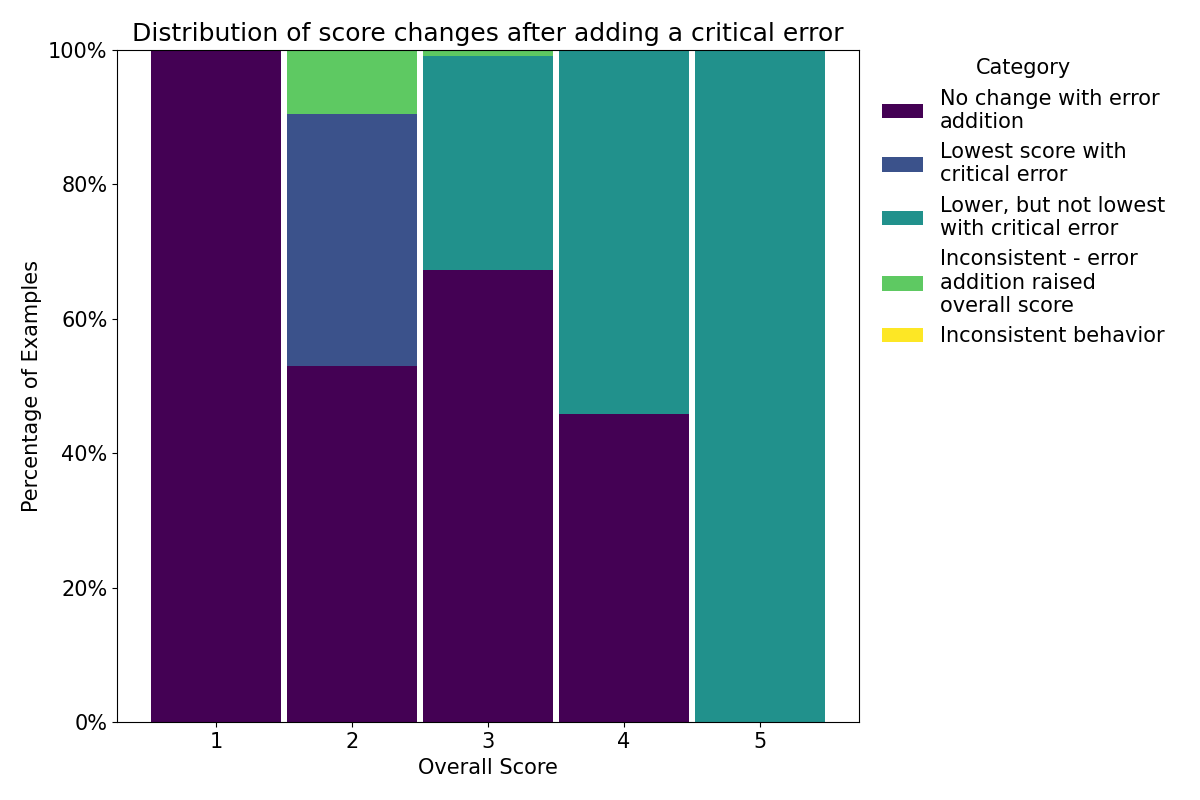 Distribution of score changes after adding a critical error
100%
80%
60%
40%
20%
0%
Percentage of Examples
1
2
3
4
5
Overall Score
Category
No change with error
addition
Lowest score with
critical error
Lower, but not lowest
with critical error
Inconsistent - error
addition raised
overall score
Inconsistent behavior